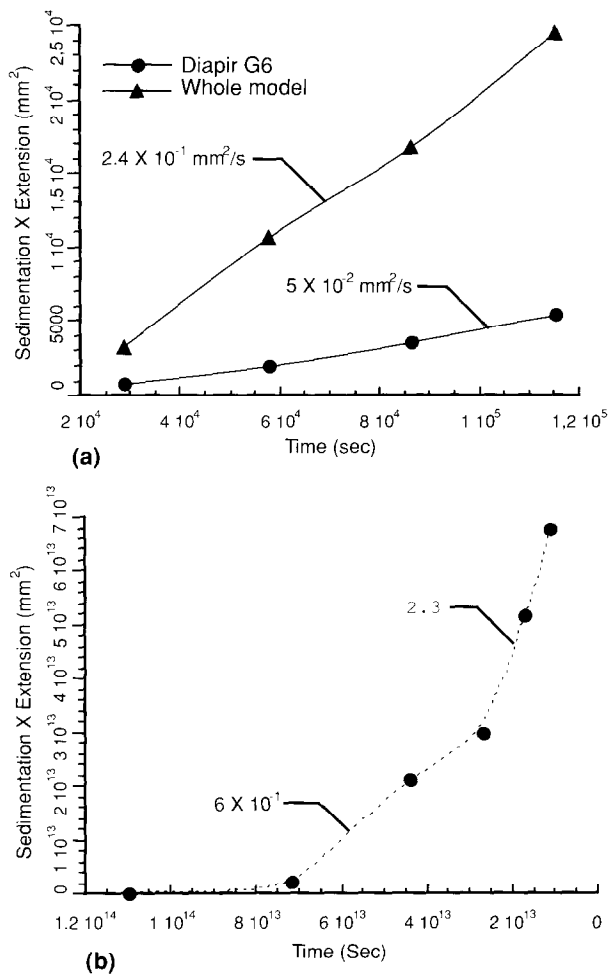 Sedimentation X Extension (mm²)
2.5 10⁴
2 10⁴
1.5 10⁴
1 10⁴
5000
0
Diapir G6
Whole model
2.4 X 10⁻¹ mm²/s
5 X 10⁻² mm²/s
2 10⁴ 4 10⁴ 6 10⁴ 8 10⁴ 1 10⁵ 1,2 10⁵
Time (sec)
(a)
Sedimentation X Extension (mm²)
7 10¹³
6 10¹³
5 10¹³
4 10¹³
3 10¹³
2 10¹³
1 10¹³
0
2.3
6 X 10⁻¹
1.2 10¹⁴ 1 10¹⁴ 8 10¹³ 6 10¹³ 4 10¹³ 2 10¹³ 0
Time (Sec)
(b)